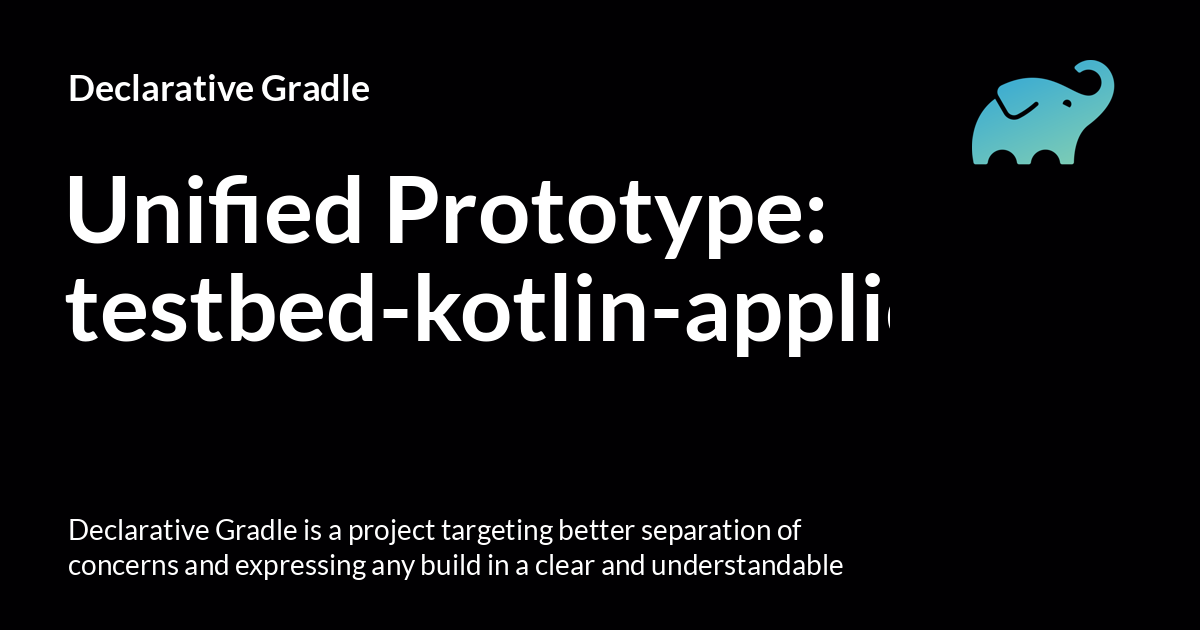 Declarative Gradle
Unified Prototype:
testbed-kotlin-appli
Declarative Gradle is a project targeting better separation of
concerns and expressing any build in a clear and understandable